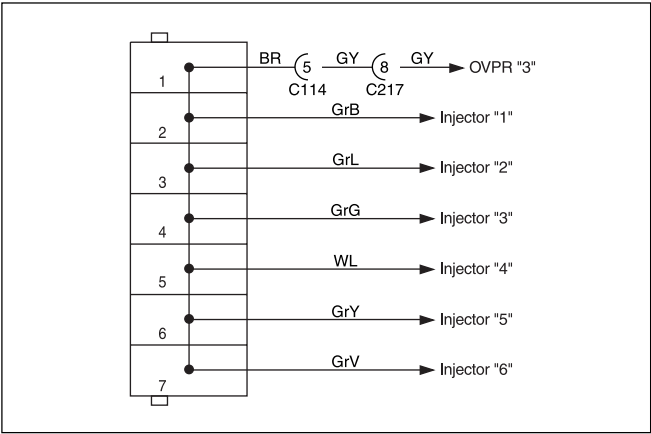 1 BR 5 GY 8 GY OVPR "3"
C114 C217
2 GrB Injector "1"
3 GrL Injector "2"
4 GrG Injector "3"
5 WL Injector "4"
6 GrY Injector "5"
7 GrV Injector "6"